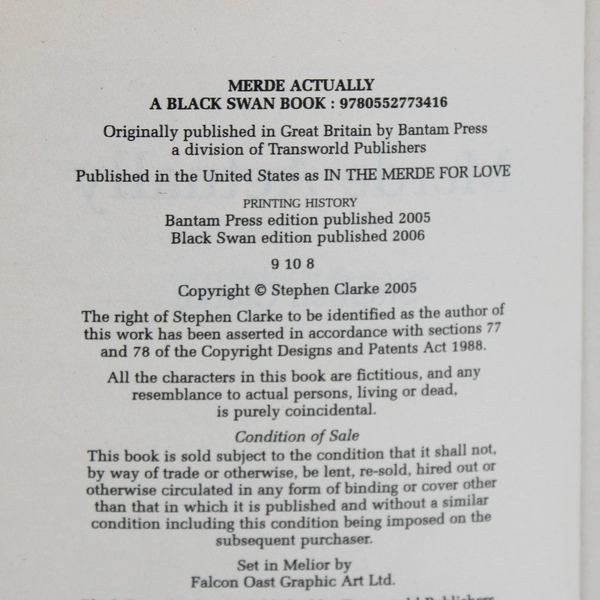 MERDE ACTUALLY
A BLACK SWAN BOOK : 9780552773416
Originally published in Great Britain by Bantam Press
a division of Transworld Publishers
Published in the United States as IN THE MERDE FOR LOVE
PRINTING HISTORY
Bantam Press edition published 2005
Black Swan edition published 2006
9 10 8
Copyright © Stephen Clarke 2005
The right of Stephen Clarke to be identified as the author of
this work has been asserted in accordance with sections 77
and 78 of the Copyright Designs and Patents Act 1988.
All the characters in this book are fictitious, and any
resemblance to actual persons, living or dead,
is purely coincidental.
Condition of Sale
This book is sold subject to the condition that it shall not,
by way of trade or otherwise, be lent, re-sold, hired out or
otherwise circulated in any form of binding or cover other
than that in which it is published and without a similar
condition including this condition being imposed on the
subsequent purchaser.
Set in Melior by
Falcon Oast Graphic Art Ltd.